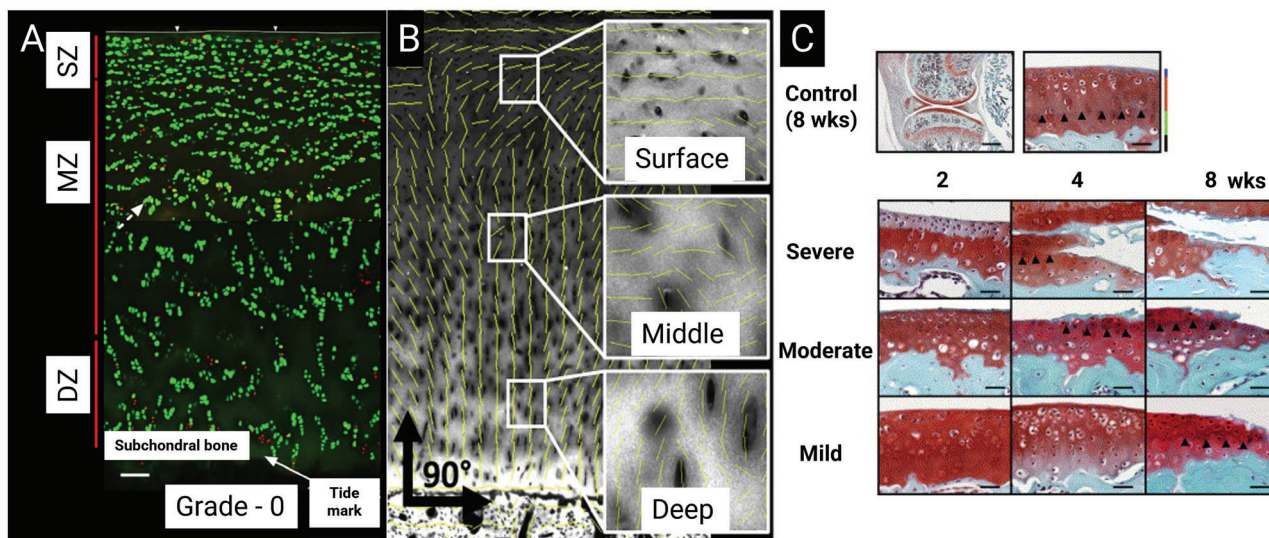 A
SZ
MZ
DZ
Subchondral bone
Grade - 0
Tide
mark
B
Surface
Middle
Deep
90°
C
Control
(8 wks)
2 4 8 wks
Severe
Moderate
Mild